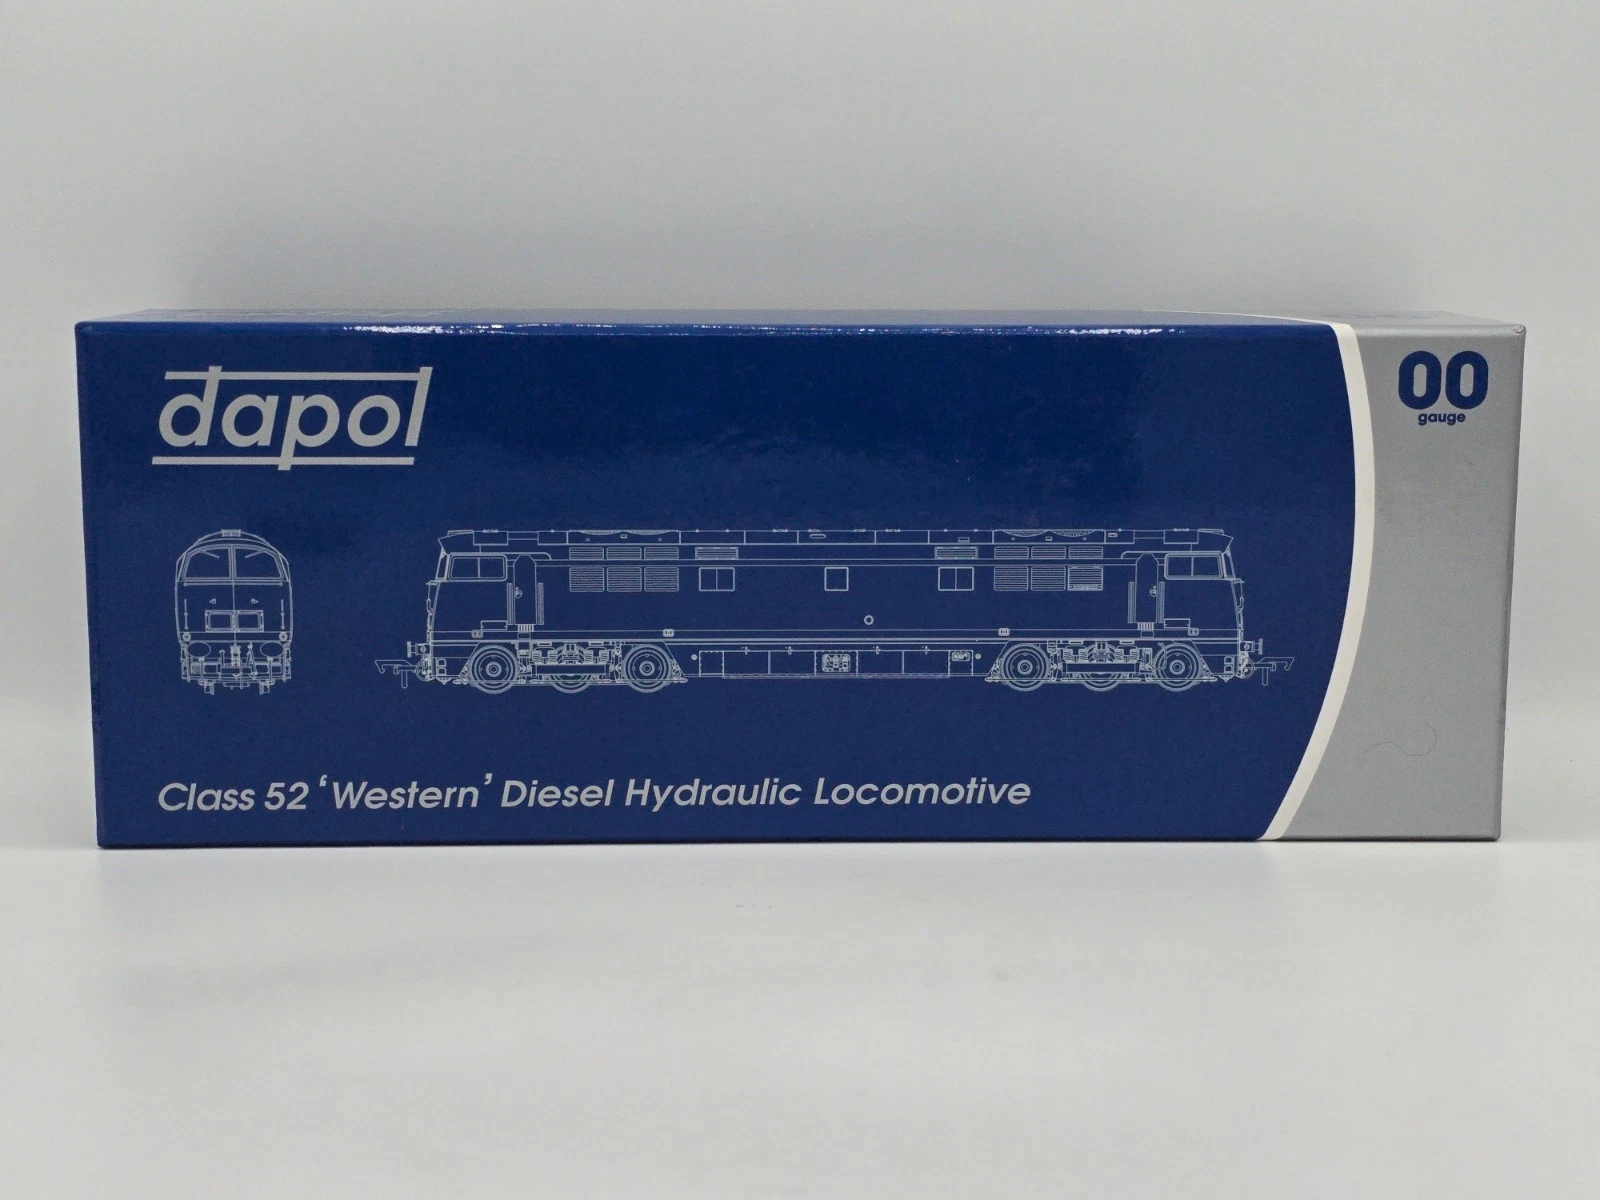 dapol
00
gauge
Class 52 ‘Western’ Diesel Hydraulic Locomotive